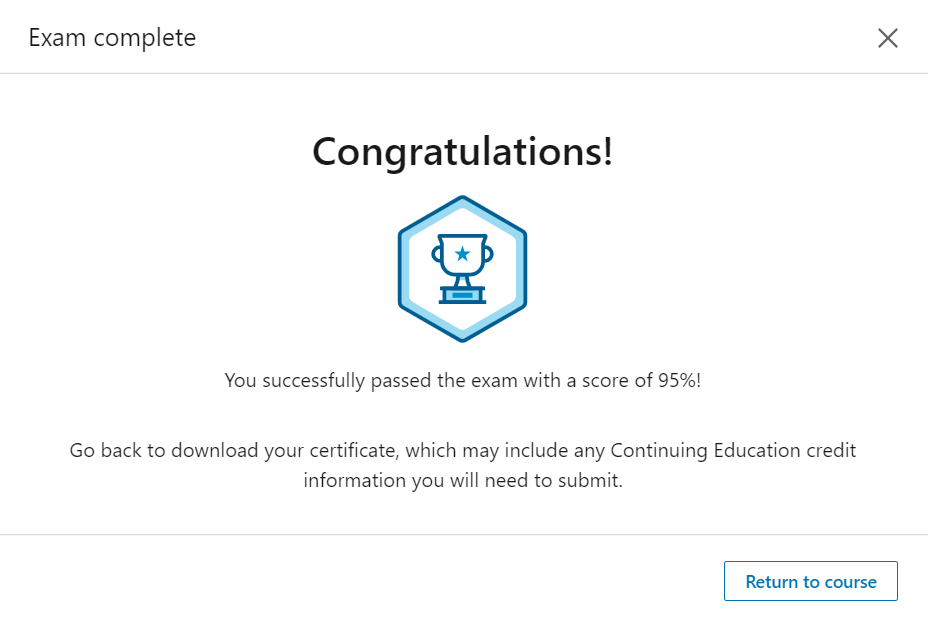 Exam complete
Congratulations!
You successfully passed the exam with a score of 95%!
Go back to download your certificate, which may include any Continuing Education credit
information you will need to submit.
Return to course